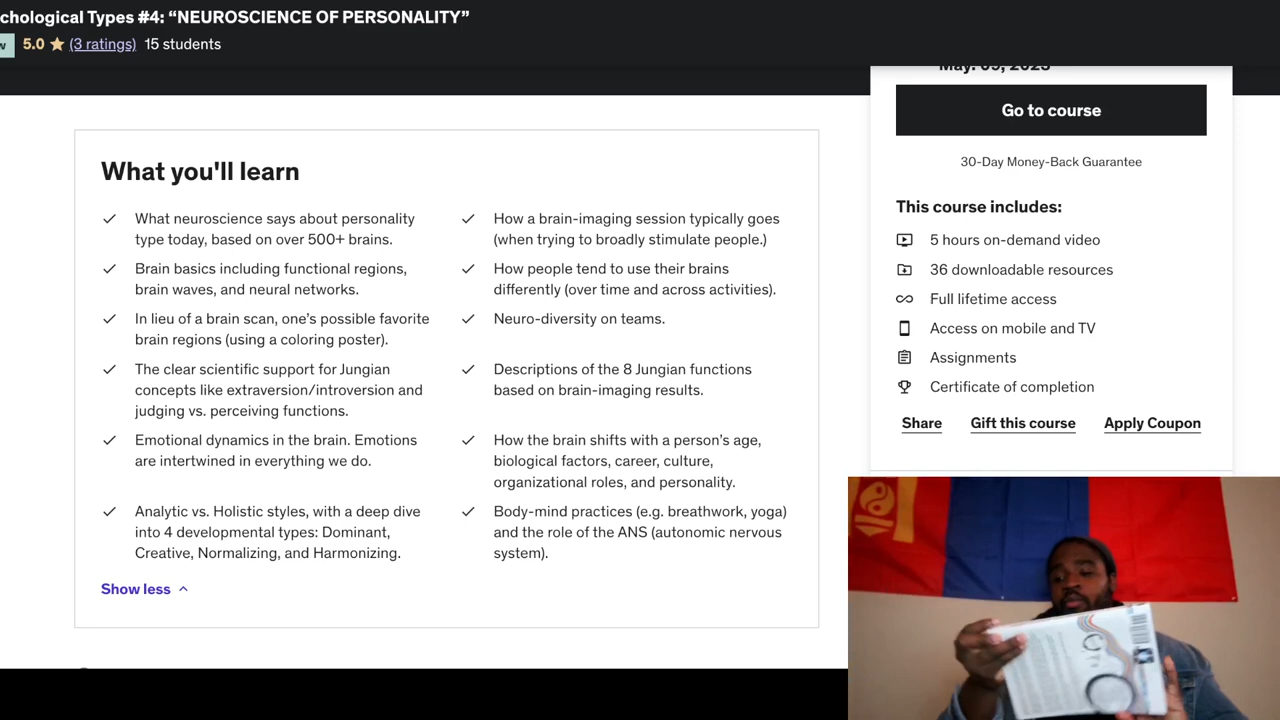 chological Types #4: “NEUROSCIENCE OF PERSONALITY”
5.0 (3 ratings) 15 students
May. 09, 2023
Go to course
30-Day Money-Back Guarantee
What you'll learn
What neuroscience says about personality
type today, based on over 500+ brains.
Brain basics including functional regions,
brain waves, and neural networks.
In lieu of a brain scan, one’s possible favorite
brain regions (using a coloring poster).
The clear scientific support for Jungian
concepts like extraversion/introversion and
judging vs. perceiving functions.
Emotional dynamics in the brain. Emotions
are intertwined in everything we do.
Analytic vs. Holistic styles, with a deep dive
into 4 developmental types: Dominant,
Creative, Normalizing, and Harmonizing.
How a brain-imaging session typically goes
(when trying to broadly stimulate people.)
How people tend to use their brains
differently (over time and across activities).
Neuro-diversity on teams.
Descriptions of the 8 Jungian functions
based on brain-imaging results.
How the brain shifts with a person’s age,
biological factors, career, culture,
organizational roles, and personality.
Body-mind practices (e.g. breathwork, yoga)
and the role of the ANS (autonomic nervous
system).
Show less
This course includes:
5 hours on-demand video
36 downloadable resources
Full lifetime access
Access on mobile and TV
Assignments
Certificate of completion
Share Gift this course Apply Coupon